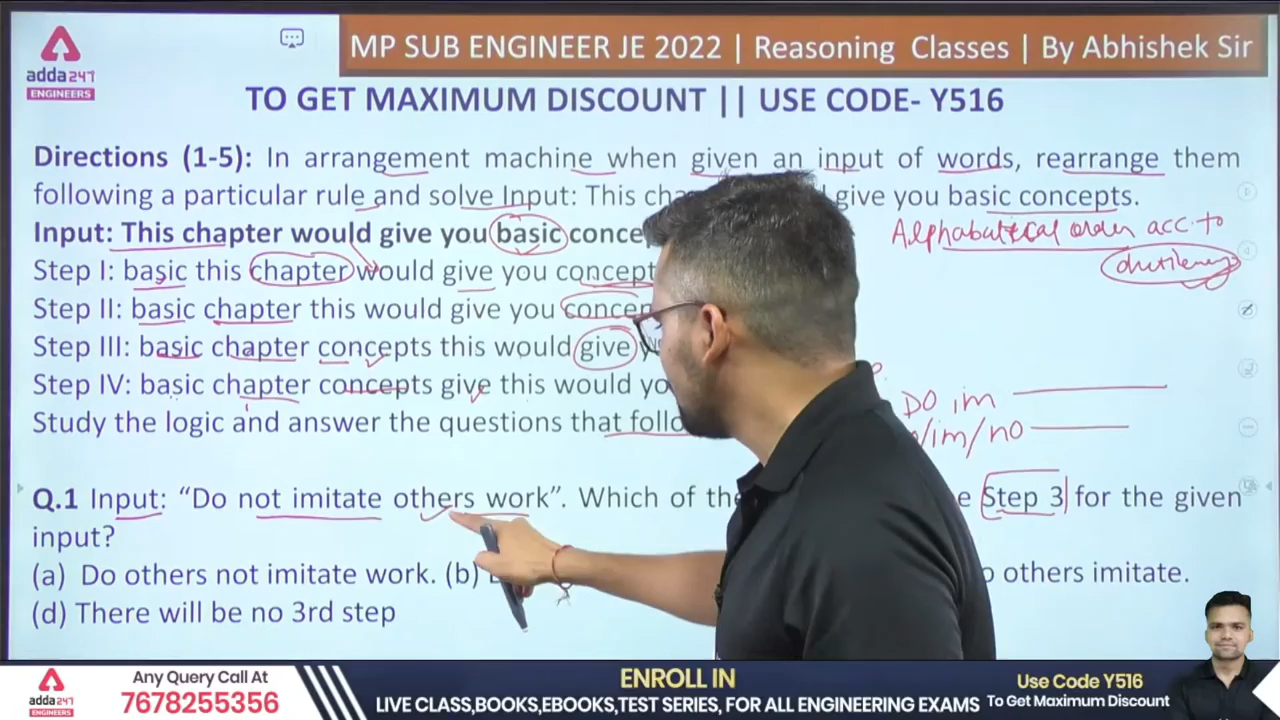 adda247
ENGINEERS
MP SUB ENGINEER JE 2022 | Reasoning Classes | By Abhishek Sir
TO GET MAXIMUM DISCOUNT || USE CODE- Y516
Directions (1-5): In arrangement machine when given an input of words, rearrange them
following a particular rule and solve Input: This cha give you basic concepts.
Input: This chapter would give you basic conce
Alphabatical order acc to
Step I: basic this chapter would give you concept
Step II: basic chapter this would give you concep
Step III: basic chapter concepts this would give
Step IV: basic chapter concepts give this would yo
DO im
Study the logic and answer the questions that follo
/im/no
Q.1 Input: “Do not imitate others work”. Which of the Step 3 for the given
input?
(a) Do others not imitate work. (b) others imitate.
(d) There will be no 3rd step
adda247
ENGINEERS
Any Query Call At
7678255356
ENROLL IN
LIVE CLASS,BOOKS,EBOOKS,TEST SERIES, FOR ALL ENGINEERING EXAMS
Use Code Y516
To Get Maximum Discount